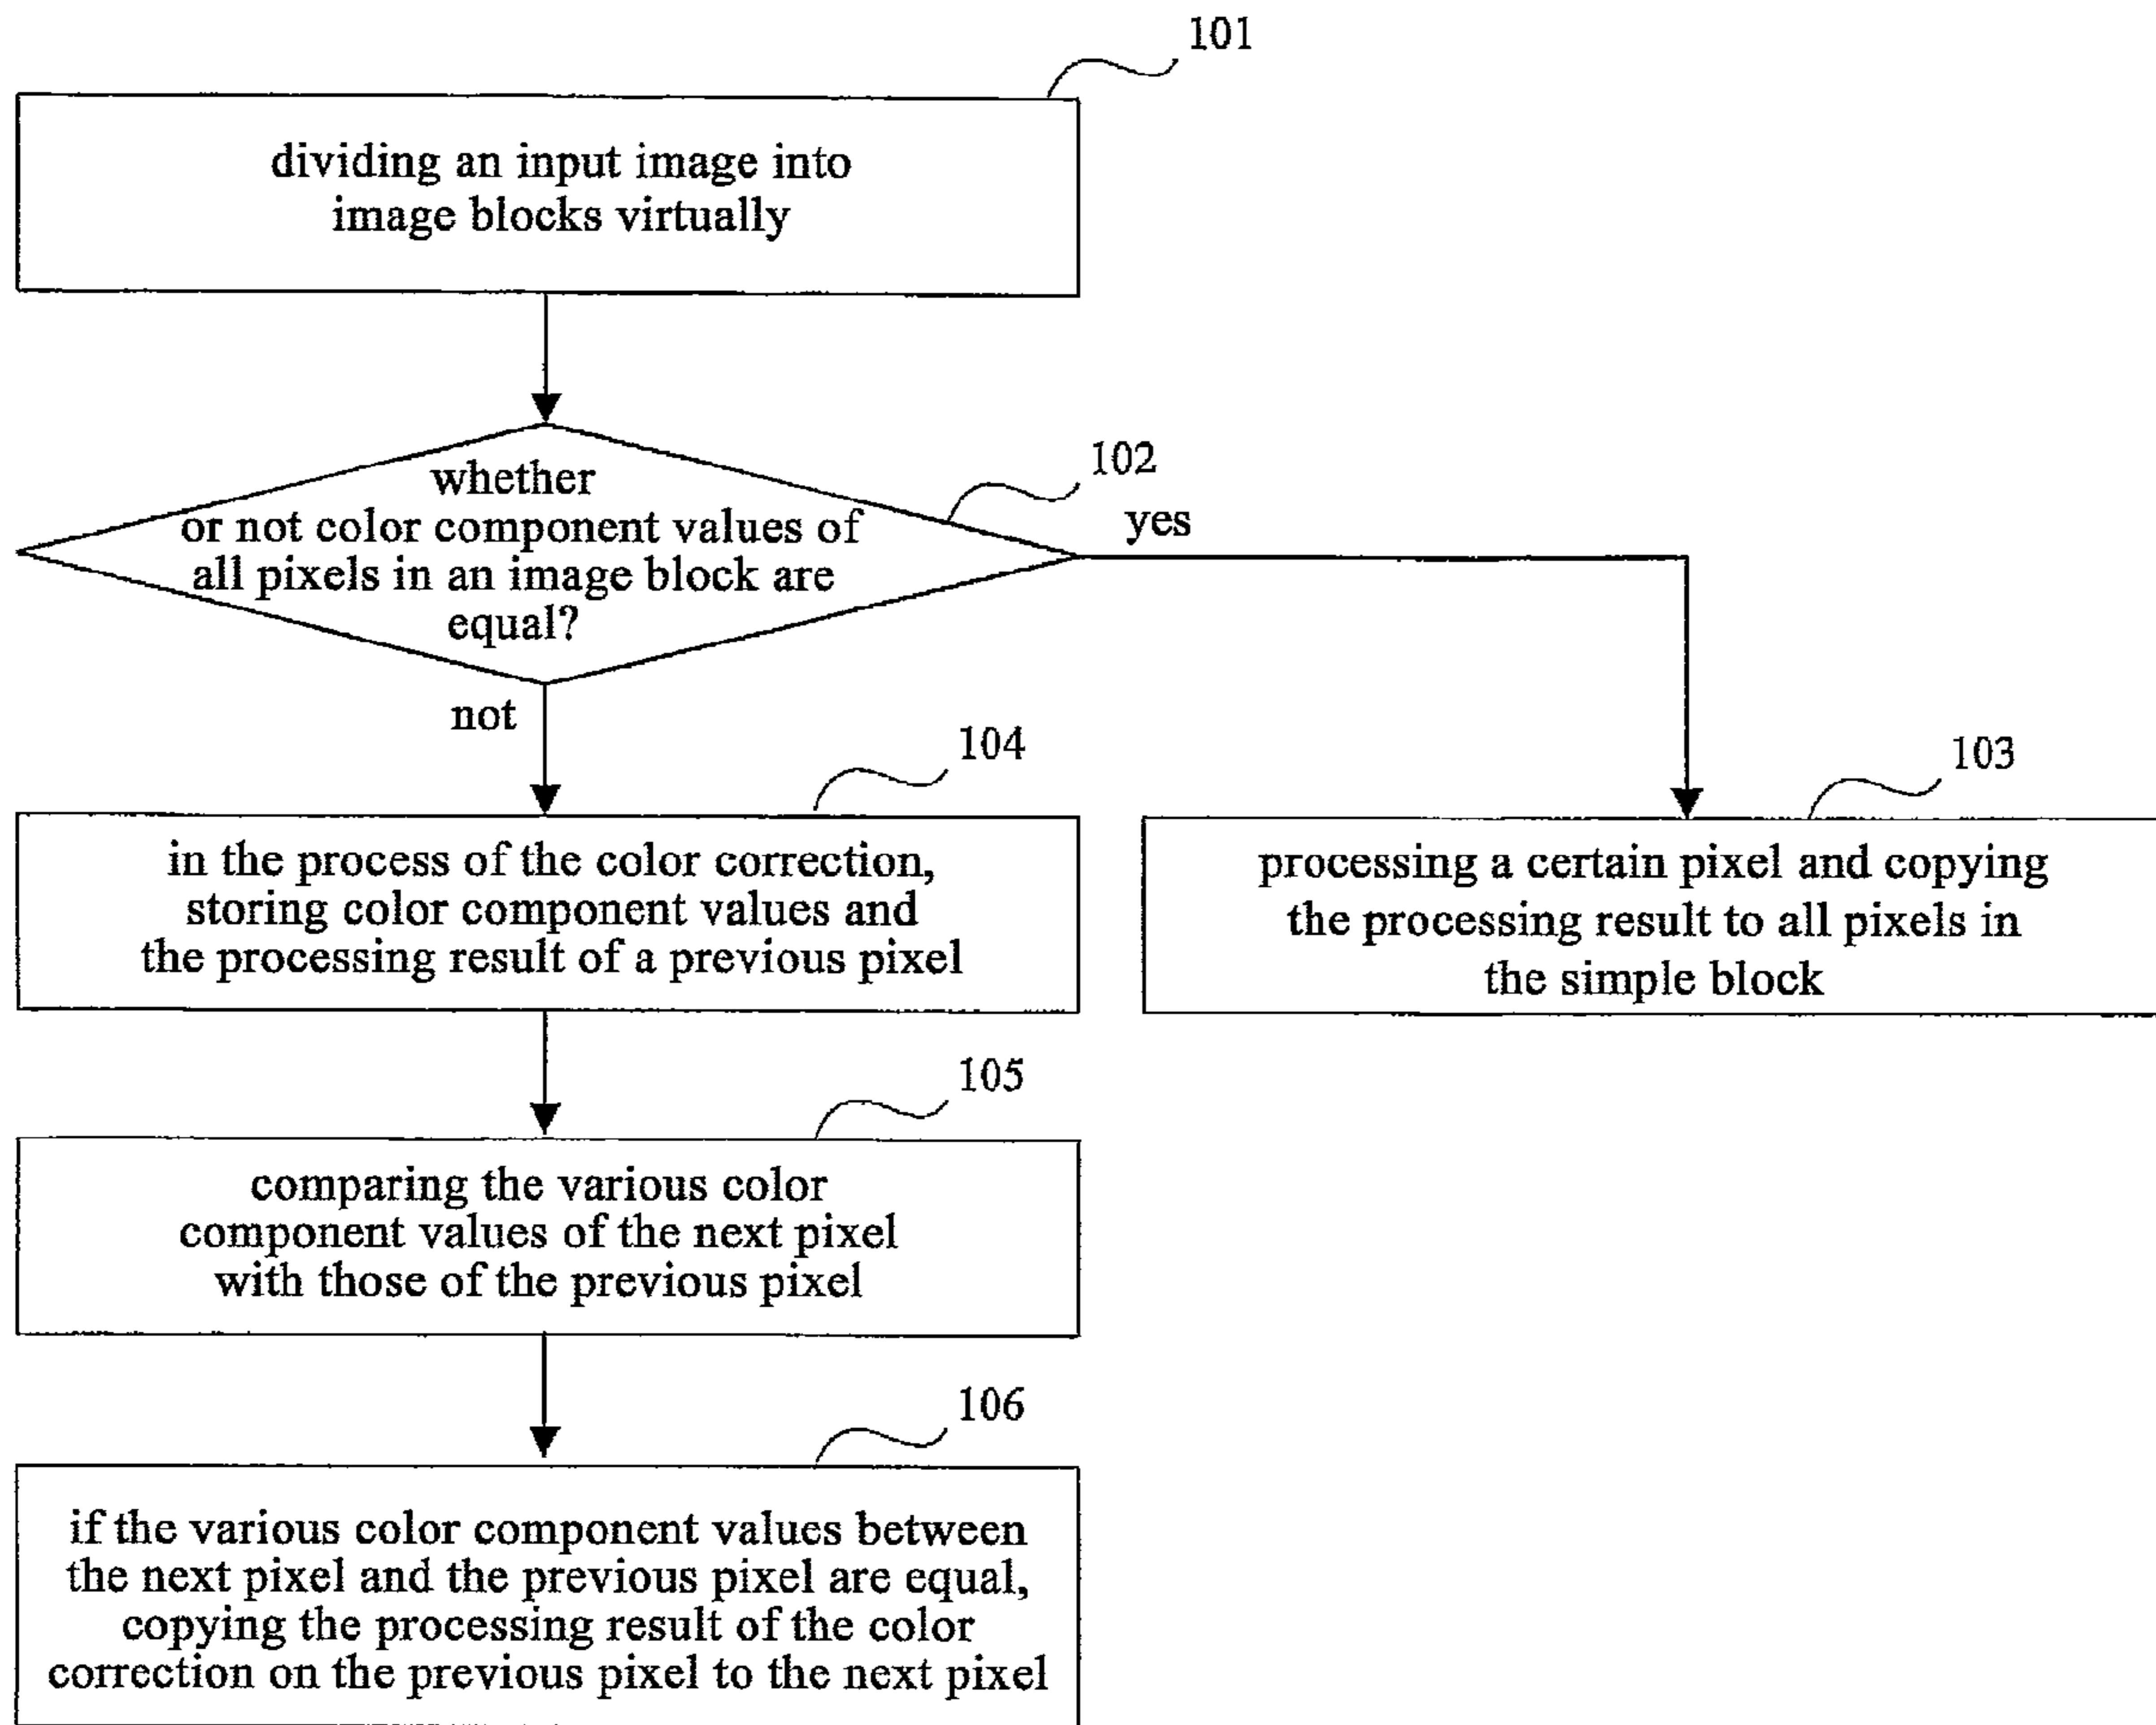 101
dividing an input image into
image blocks virtually
102
whether
or not color component values of
all pixels in an image block are
equal?
yes
not
104
in the process of the color correction,
storing color component values and
the processing result of a previous pixel
103
processing a certain pixel and copying
the processing result to all pixels in
the simple block
105
comparing the various color
component values of the next pixel
with those of the previous pixel
106
if the various color component values between
the next pixel and the previous pixel are equal,
copying the processing result of the color
correction on the previous pixel to the next pixel